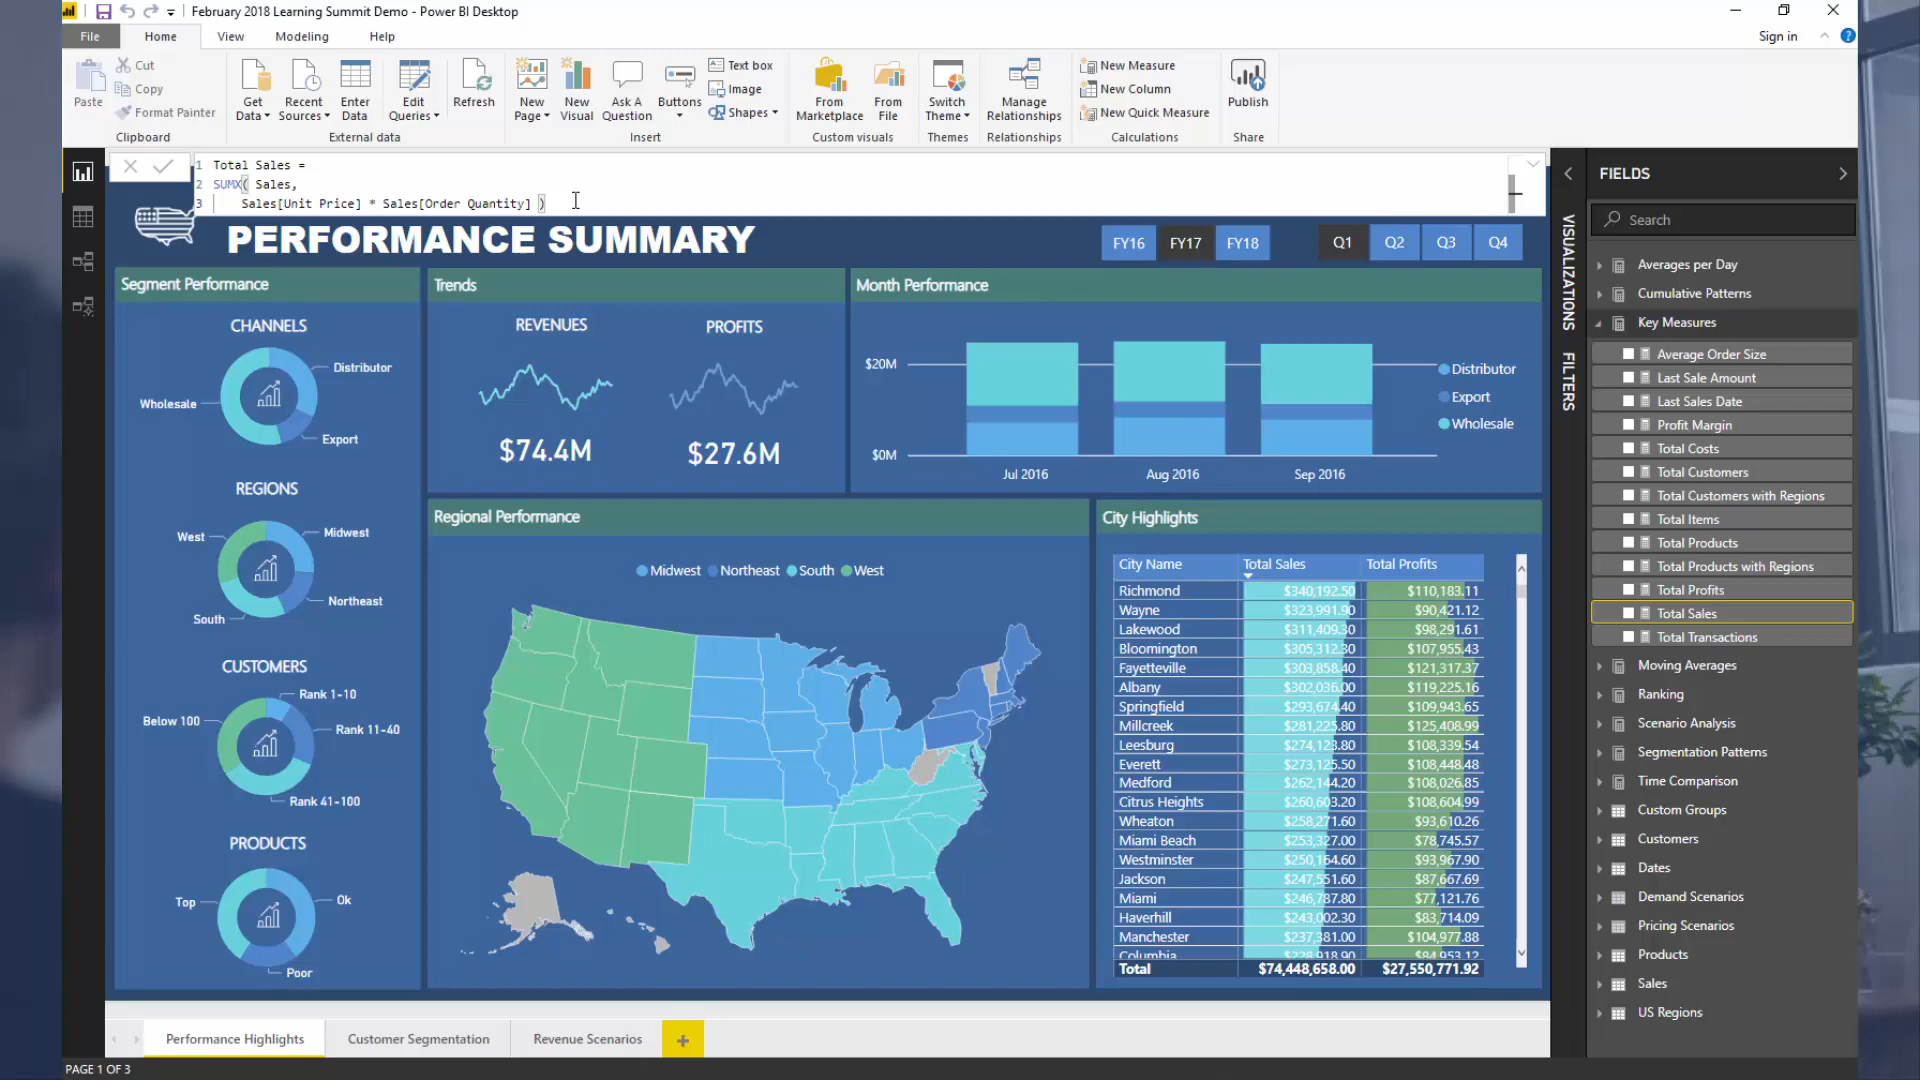 February 2018 Learning Summit Demo - Power BI Desktop
File
Home
View
Modeling
Help
Sign in
Paste
Cut
Copy
Format Painter
Clipboard
Get Data
Recent Sources
Enter Data
Edit Queries
External data
Refresh
New Page
New Visual
Ask A Question
Buttons
Text box
Image
Shapes
Insert
From Marketplace
From File
Custom visuals
Switch Theme
Themes
Manage Relationships
Relationships
New Measure
New Column
New Quick Measure
Calculations
Publish
Share
1 Total Sales =
2 SUMX( Sales,
3 Sales[Unit Price] * Sales[Order Quantity] )
PERFORMANCE SUMMARY
FY16
FY17
FY18
Q1
Q2
Q3
Q4
Segment Performance
CHANNELS
Distributor
Wholesale
Export
REGIONS
West
Midwest
Northeast
South
CUSTOMERS
Rank 1-10
Below 100
Rank 11-40
Rank 41-100
PRODUCTS
Top
Ok
Poor
Trends
REVENUES
PROFITS
$74.4M
$27.6M
Month Performance
$20M
$0M
Jul 2016
Aug 2016
Sep 2016
Distributor
Export
Wholesale
Regional Performance
Midwest
Northeast
South
West
City Highlights
City Name Total Sales Total Profits
Richmond $340,192.50 $110,183.11
Wayne $323,991.90 $90,421.12
Lakewood $311,409.30 $98,291.61
Bloomington $305,312.30 $107,955.43
Fayetteville $303,858.40 $121,317.37
Albany $302,036.00 $119,225.16
Springfield $293,674.40 $109,943.65
Millcreek $281,225.80 $125,408.99
Leesburg $274,123.80 $108,339.54
Everett $273,125.50 $108,448.48
Medford $262,144.20 $108,026.85
Citrus Heights $260,603.20 $108,604.99
Wheaton $258,271.60 $93,610.26
Miami Beach $253,327.00 $78,745.57
Westminster $250,164.60 $93,967.90
Jackson $247,551.60 $87,667.69
Miami $246,787.80 $77,121.76
Haverhill $243,002.30 $83,714.09
Manchester $237,381.00 $104,977.88
Columbia $228,918.90 $84,953.12
Total $74,448,658.00 $27,550,771.92
VISUALIZATIONS
FILTERS
FIELDS
Search
Averages per Day
Cumulative Patterns
Key Measures
Average Order Size
Last Sale Amount
Last Sales Date
Profit Margin
Total Costs
Total Customers
Total Customers with Regions
Total Items
Total Products
Total Products with Regions
Total Profits
Total Sales
Total Transactions
Moving Averages
Ranking
Scenario Analysis
Segmentation Patterns
Time Comparison
Custom Groups
Customers
Dates
Demand Scenarios
Pricing Scenarios
Products
Sales
US Regions
Performance Highlights
Customer Segmentation
Revenue Scenarios
PAGE 1 OF 3